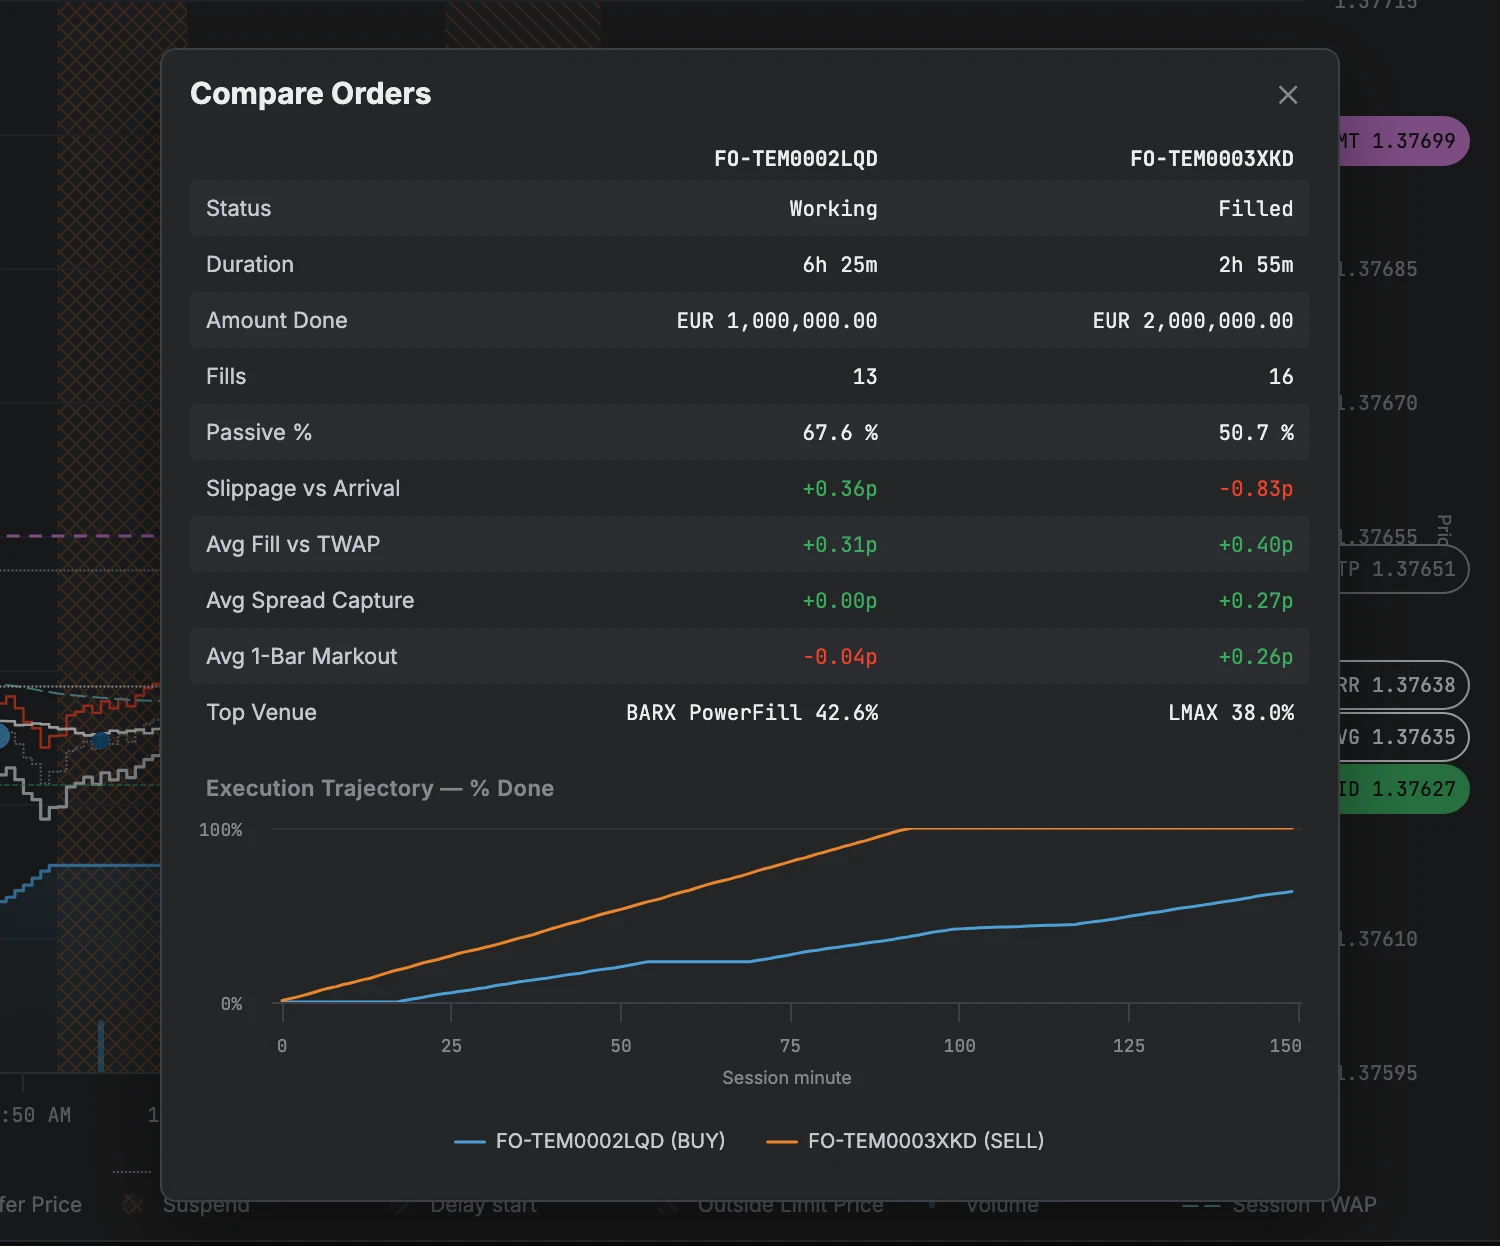 1.37715
Compare Orders
MT 1.37699
FO-TEM0002LQD FO-TEM0003XKD
Status Working Filled
Duration 6h 25m 2h 55m
1.37685
Amount Done EUR 1,000,000.00 EUR 2,000,000.00
Fills 13 16
1.37670
Passive % 67.6 % 50.7 %
Slippage vs Arrival +0.36p -0.83p
Avg Fill vs TWAP +0.31p +0.40p
1.37655
TP 1.37651
Avg Spread Capture +0.00p +0.27p
Avg 1-Bar Markout -0.04p +0.26p
RR 1.37638
Top Venue BARX PowerFill 42.6% LMAX 38.0%
VG 1.37635
Execution Trajectory — % Done
ID 1.37627
100%
1.37610
0%
0 25 50 75 100 125 150
Session minute
1.37595
:50 AM
FO-TEM0002LQD (BUY) FO-TEM0003XKD (SELL)
fer Price Suspend Delay start Outside Limit Price Volume Session TWAP